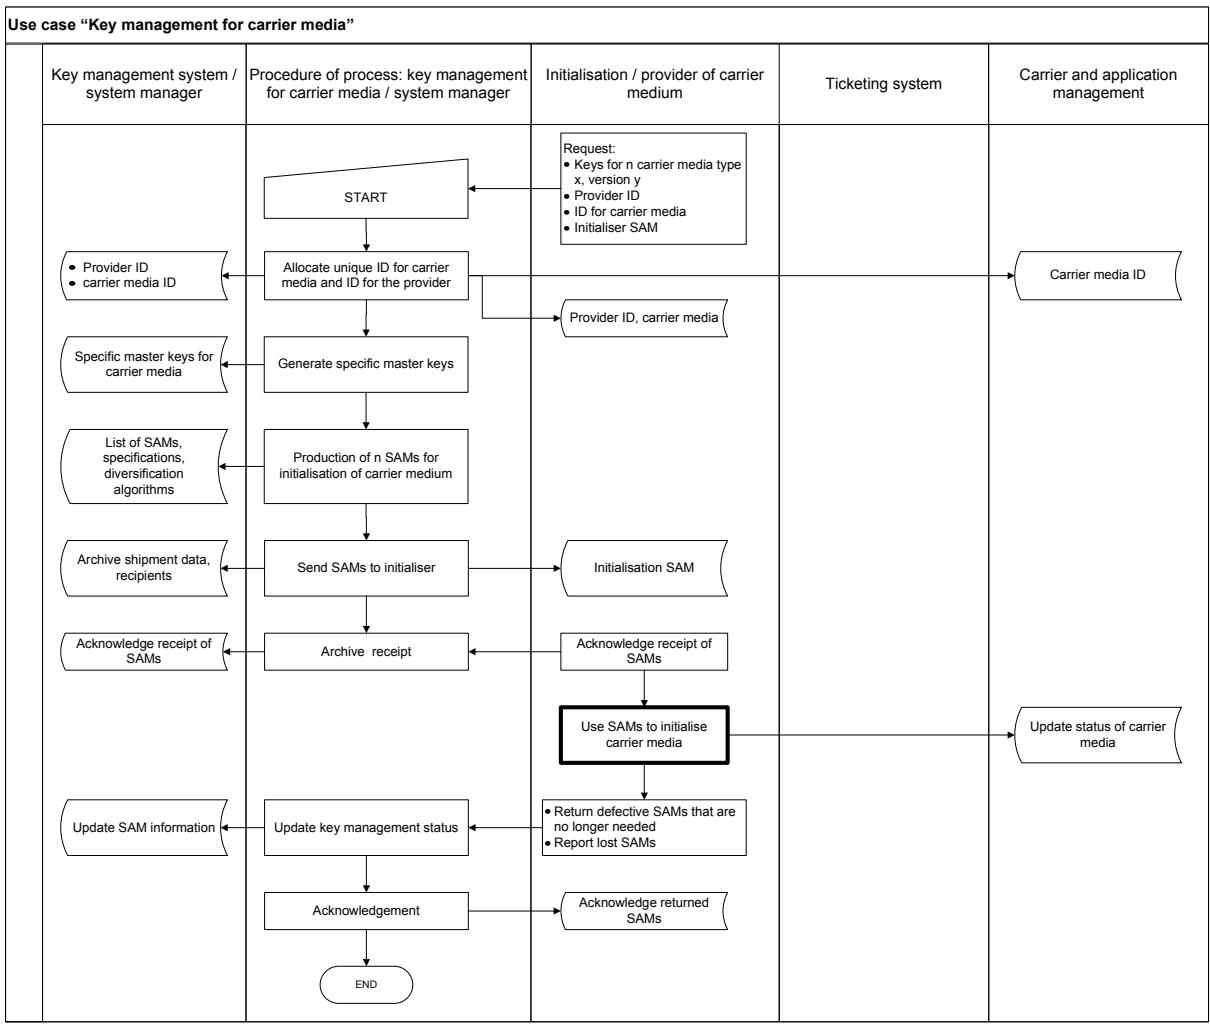 Use case “Key management for carrier media”
Key management system /
system manager
Procedure of process: key management
for carrier media / system manager
Initialisation / provider of carrier
medium
Ticketing system
Carrier and application
management
Request:
• Keys for n carrier media type
x, version y
• Provider ID
• ID for carrier media
• Initialiser SAM
START
• Provider ID
• carrier media ID
Allocate unique ID for carrier
media and ID for the provider
Carrier media ID
Provider ID, carrier media
Specific master keys for
carrier media
Generate specific master keys
List of SAMs,
specifications,
diversification
algorithms
Production of n SAMs for
initialisation of carrier medium
Archive shipment data,
recipients
Send SAMs to initialiser
Initialisation SAM
Acknowledge receipt of
SAMs
Archive receipt
Acknowledge receipt of
SAMs
Use SAMs to initialise
carrier media
Update status of carrier
media
Update SAM information
Update key management status
• Return defective SAMs that are
no longer needed
• Report lost SAMs
Acknowledgement
Acknowledge returned
SAMs
END